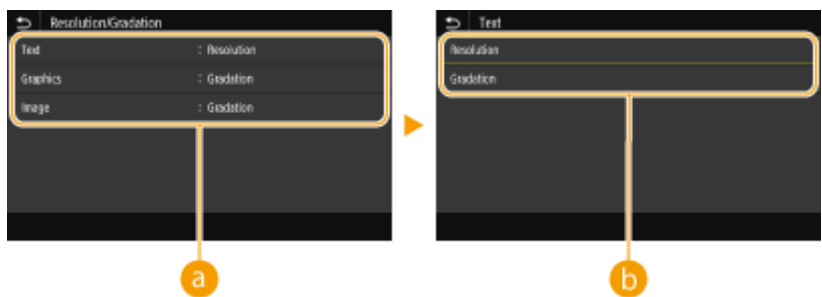 Resolution/Gradation
Text : Resolution
Graphics : Gradation
Image : Gradation
a
Text
Resolution
Gradation
b